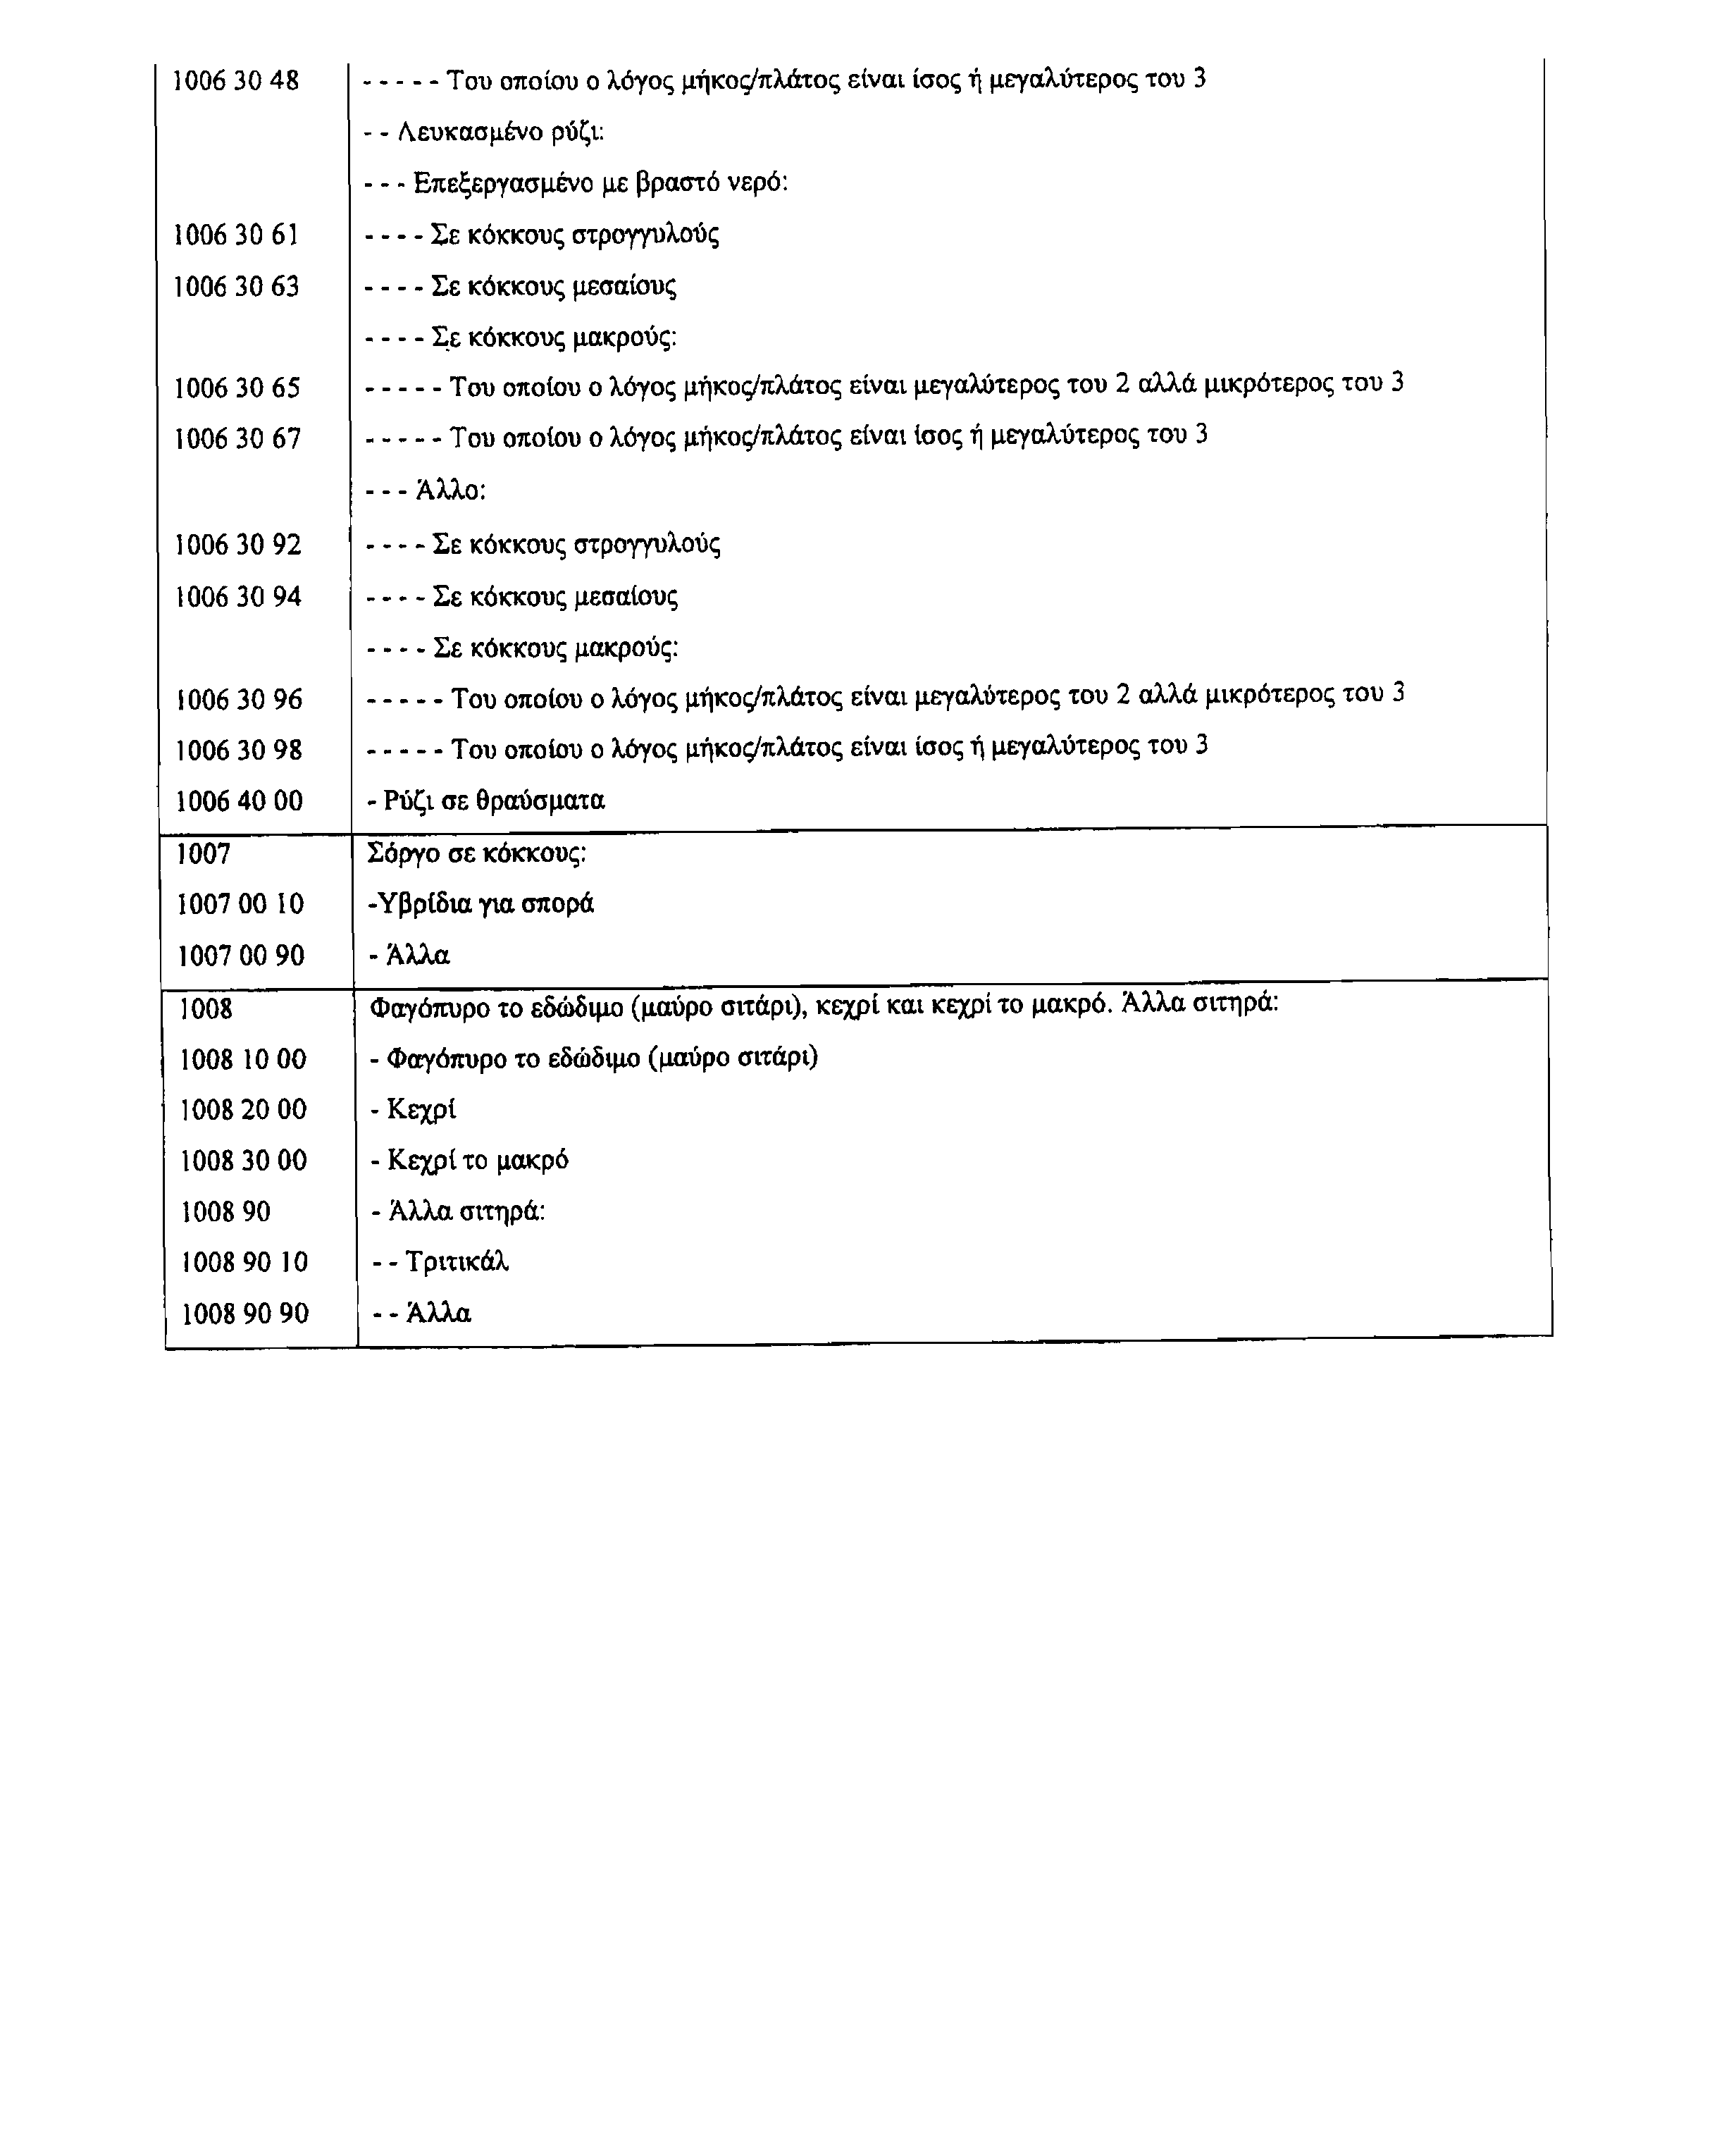 1006 30 48 - - - - - Του οποίου ο λόγος μήκος/πλάτος είναι ίσος ή μεγαλύτερος του 3
- - Λευκασμένο ρύζι:
- - - Επεξεργασμένο με βραστό νερό:
1006 30 61 - - - - Σε κόκκους στρογγυλούς
1006 30 63 - - - - Σε κόκκους μεσαίους
- - - - Σε κόκκους μακρούς:
1006 30 65 - - - - - Του οποίου ο λόγος μήκος/πλάτος είναι μεγαλύτερος του 2 αλλά μικρότερος του 3
1006 30 67 - - - - - Του οποίου ο λόγος μήκος/πλάτος είναι ίσος ή μεγαλύτερος του 3
- - - Άλλο:
1006 30 92 - - - - Σε κόκκους στρογγυλούς
1006 30 94 - - - - Σε κόκκους μεσαίους
- - - - Σε κόκκους μακρούς:
1006 30 96 - - - - - Του οποίου ο λόγος μήκος/πλάτος είναι μεγαλύτερος του 2 αλλά μικρότερος του 3
1006 30 98 - - - - - Του οποίου ο λόγος μήκος/πλάτος είναι ίσος ή μεγαλύτερος του 3
1006 40 00 - Ρύζι σε θραύσματα
1007 Σόργο σε κόκκους:
1007 00 10 -Υβρίδια για σπορά
1007 00 90 - Άλλα
1008 Φαγόπυρο το εδώδιμο (μαύρο σιτάρι), κεχρί και κεχρί το μακρό. Άλλα σιτηρά:
1008 10 00 - Φαγόπυρο το εδώδιμο (μαύρο σιτάρι)
1008 20 00 - Κεχρί
1008 30 00 - Κεχρί το μακρό
1008 90 - Άλλα σιτηρά:
1008 90 10 - - Τριτικάλ
1008 90 90 - - Άλλα